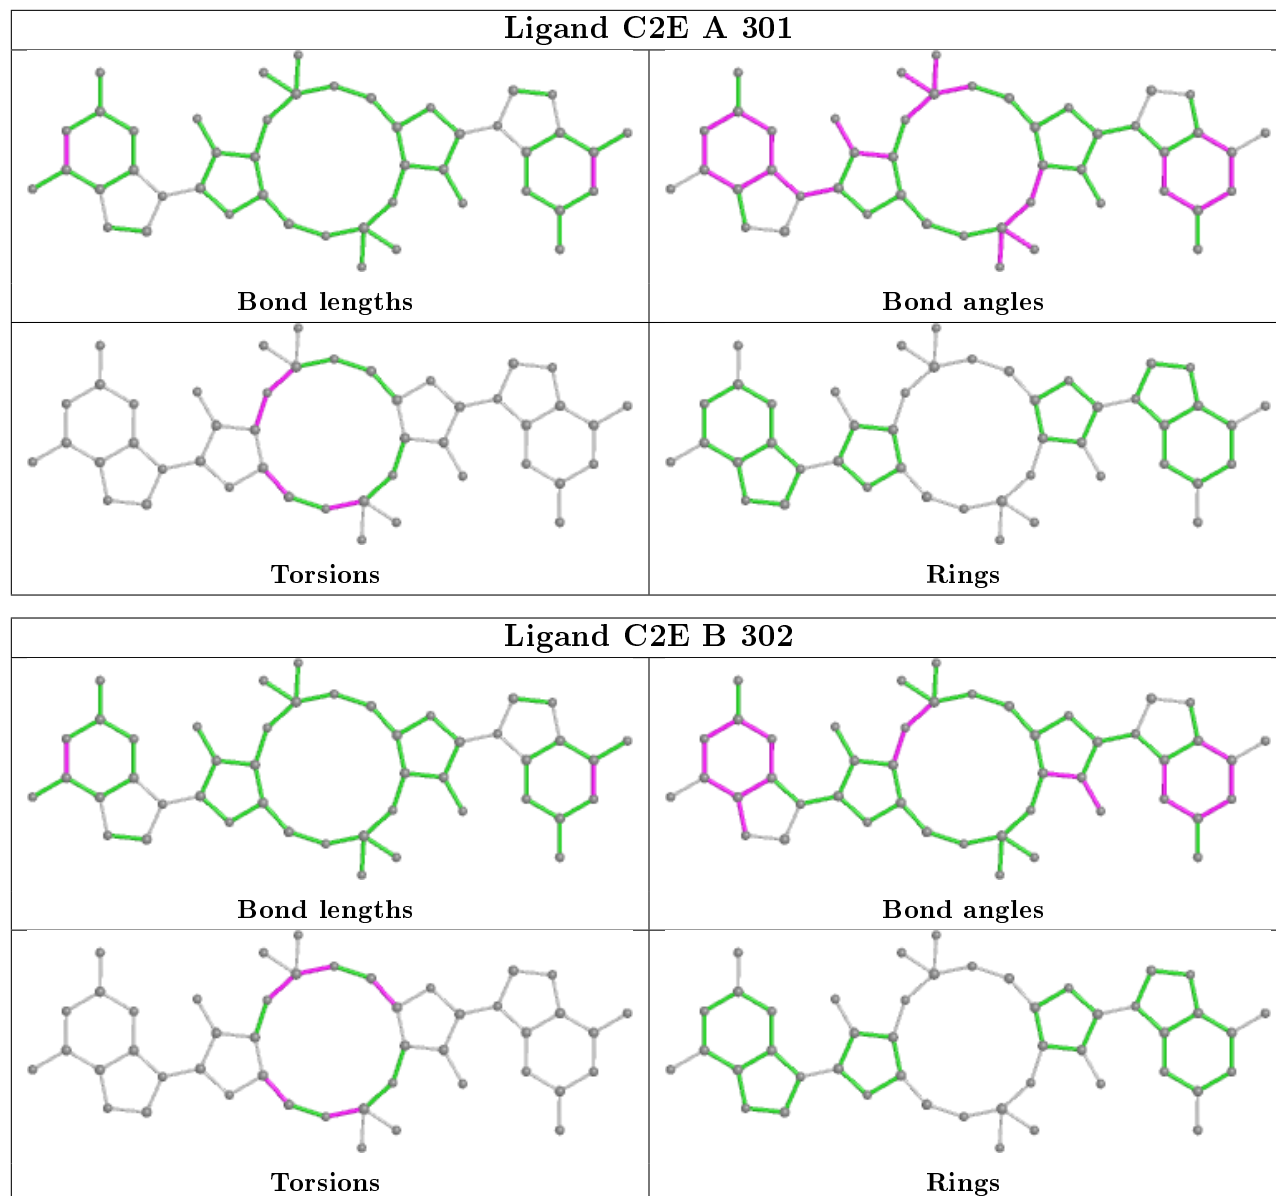 Ligand C2E A 301
Bond lengths
Bond angles
Torsions
Rings
Ligand C2E B 302
Bond lengths
Bond angles
Torsions
Rings